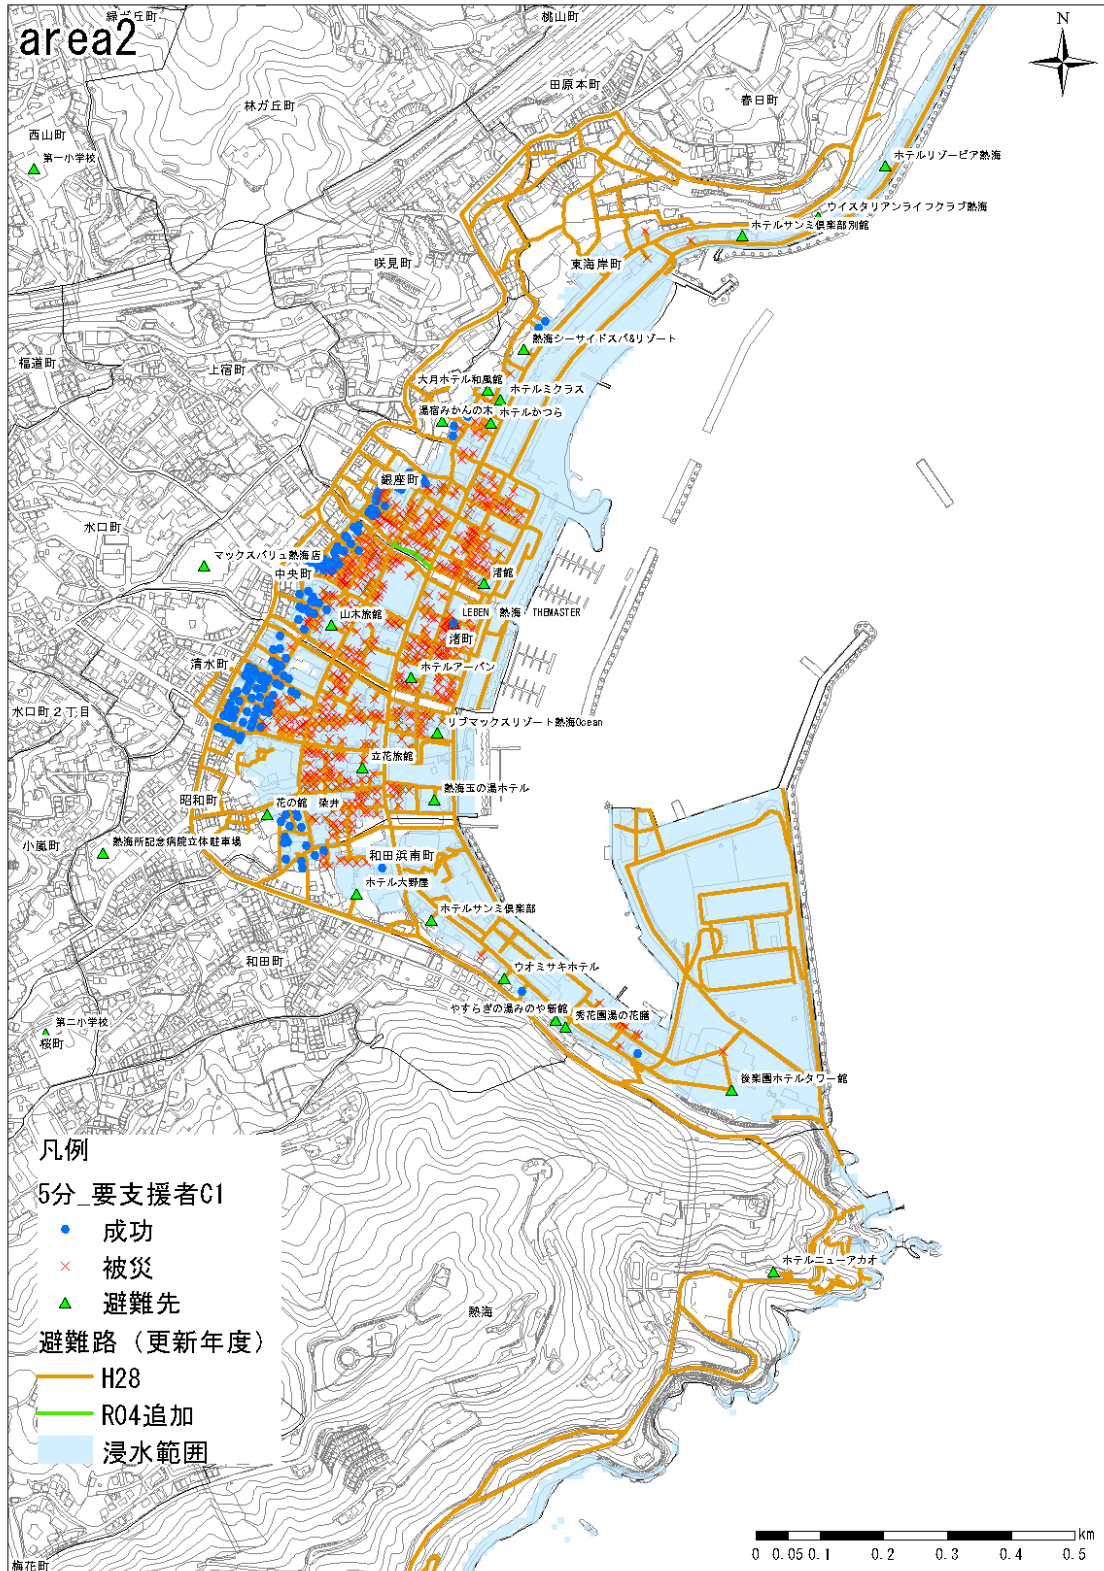 area2
緑ガ丘町
桃山町
N
田原本町
春日町
林ガ丘町
西山町
第一小学校
ホテルリゾーピア熱海
ウイスタリアンライフクラブ熱海
ホテルサンミ倶楽部別館
東海岸町
咲見町
熱海シーサイドスパ&リゾート
福道町
上宿町
大月ホテル和風館
ホテルミクラス
湯宿みかんの木
ホテルかつら
銀座町
水口町
マックスバリュ熱海店
中央町
渚館
山木旅館
LEBEN 熱海 THEMASTER
渚町
清水町
ホテルアーバン
水口町2丁目
リブマックスリゾート熱海Ocean
立花旅館
昭和町
花の館 染井
熱海玉の湯ホテル
小嵐町
熱海所記念病院立体駐車場
和田浜南町
ホテル大野屋
ホテルサンミ倶楽部
和田町
ウオミサキホテル
やすらぎの湯みのや新館
秀花園湯の花膳
第二小学校
桜町
後楽園ホテルタワー館
凡例
5分_要支援者C1
成功
被災
避難先
避難路（更新年度）
H28
R04追加
浸水範囲
ホテルニューアカオ
熱海
km
0 0.05 0.1 0.2 0.3 0.4 0.5
梅花町